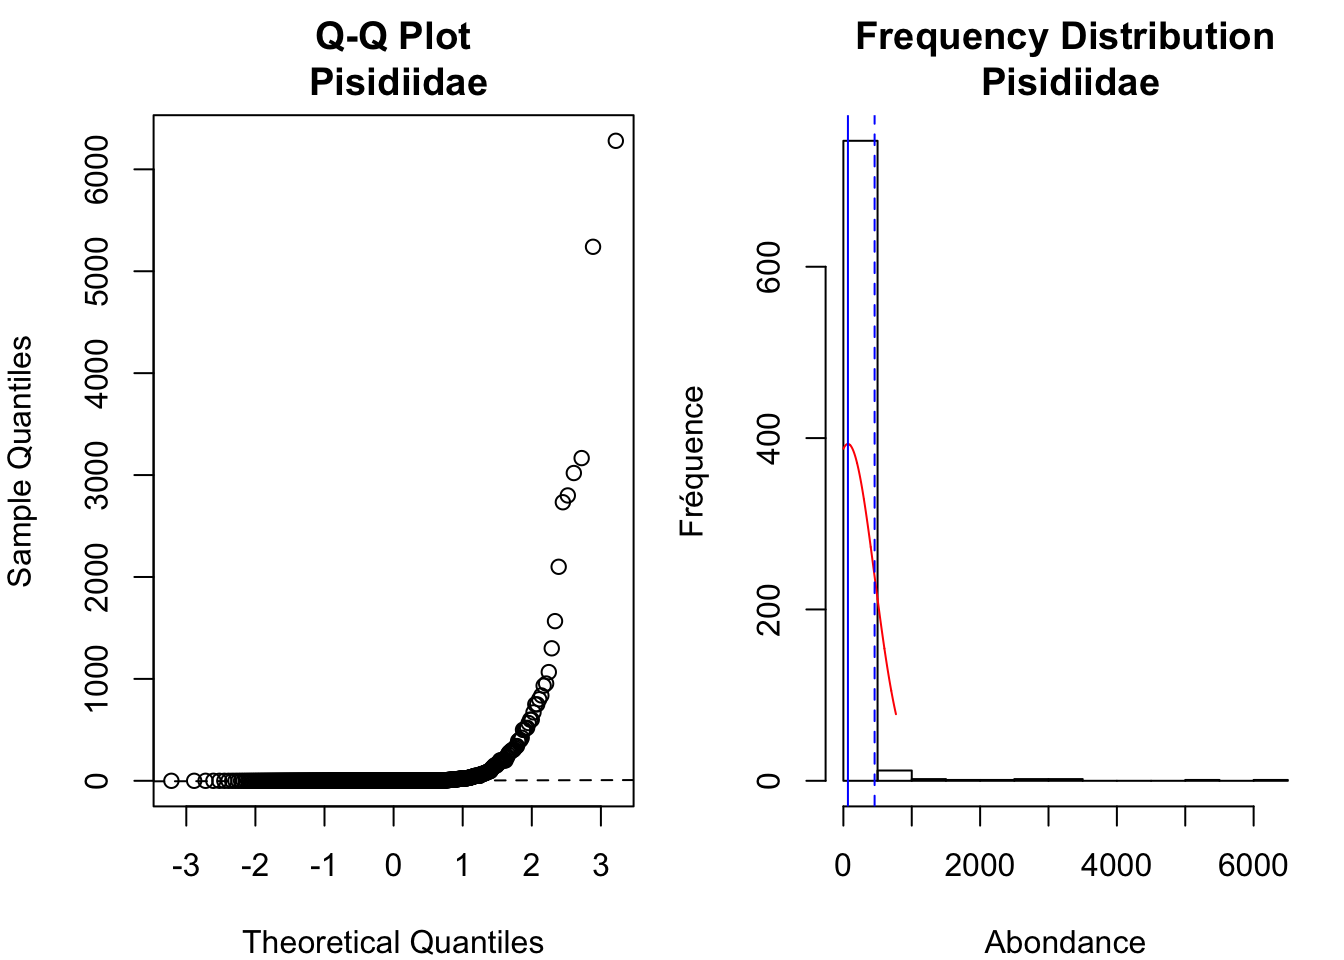 Q-Q Plot
Pisidiidae
Sample Quantiles
6000
5000
4000
3000
2000
1000
0
-3 -2 -1 0 1 2 3
Theoretical Quantiles
Frequency Distribution
Pisidiidae
Fréquence
600
400
200
0
0 2000 4000 6000
Abondance